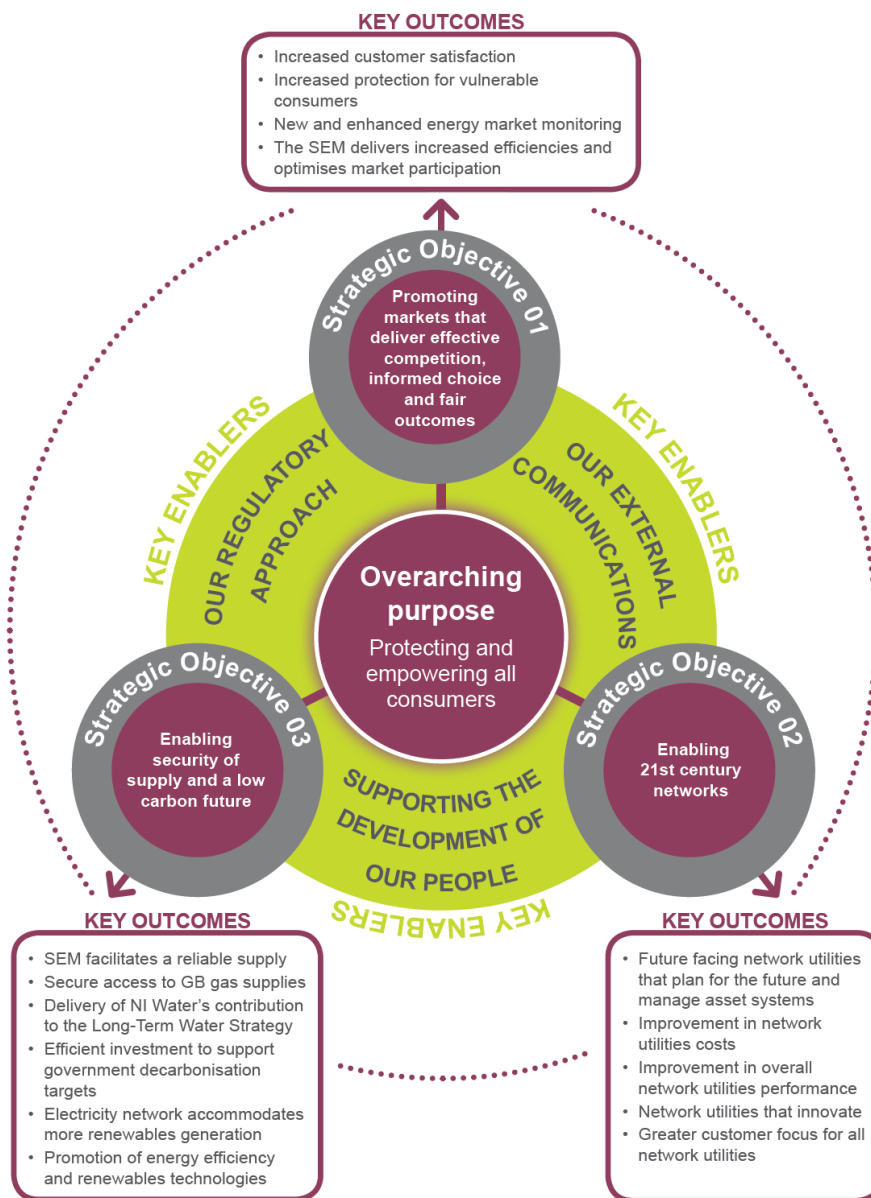 KEY OUTCOMES
• Increased customer satisfaction
• Increased protection for vulnerable
consumers
• New and enhanced energy market monitoring
• The SEM delivers increased efficiencies and
optimises market participation
Strategic Objective 01
Promoting
markets that
deliver effective
competition,
informed choice
and fair
outcomes
KEY ENABLERS
OUR REGULATORY
APPROACH
KEY ENABLERS
OUR EXTERNAL
COMMUNICATIONS
Overarching
purpose
Protecting and
empowering all
consumers
Strategic Objective 03
Enabling
security of
supply and a low
carbon future
Strategic Objective 02
Enabling
21st century
networks
SUPPORTING THE
DEVELOPMENT OF
OUR PEOPLE
KEY ENABLERS
KEY OUTCOMES
• SEM facilitates a reliable supply
• Secure access to GB gas supplies
• Delivery of NI Water’s contribution
to the Long-Term Water Strategy
• Efficient investment to support
government decarbonisation
targets
• Electricity network accommodates
more renewables generation
• Promotion of energy efficiency
and renewables technologies
KEY OUTCOMES
• Future facing network utilities
that plan for the future and
manage asset systems
• Improvement in network
utilities costs
• Improvement in overall
network utilities performance
• Network utilities that innovate
• Greater customer focus for all
network utilities